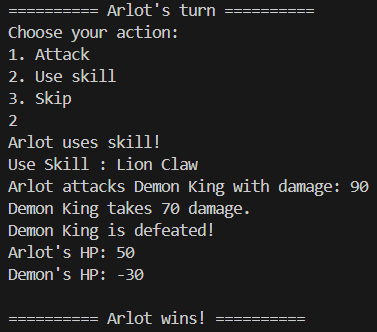 ========== Arlot's turn ==========
Choose your action:
1. Attack
2. Use skill
3. Skip
2
Arlot uses skill!
Use Skill : Lion Claw
Arlot attacks Demon King with damage: 90
Demon King takes 70 damage.
Demon King is defeated!
Arlot's HP: 50
Demon's HP: -30
========== Arlot wins! ==========